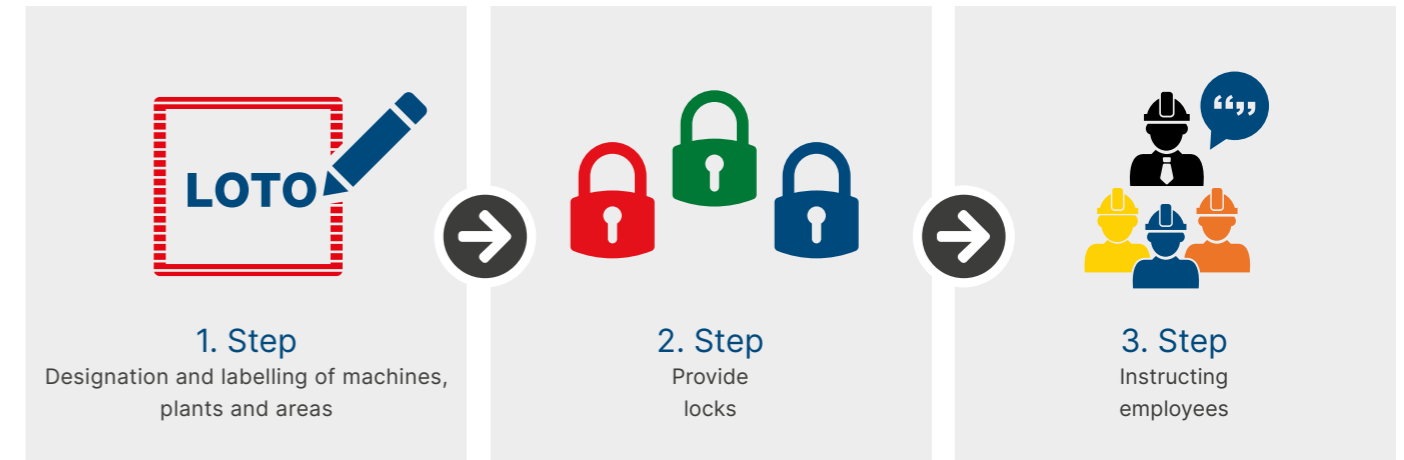 LOTO
1. Step
Designation and labelling of machines,
plants and areas
2. Step
Provide
locks
“„
3. Step
Instructing
employees